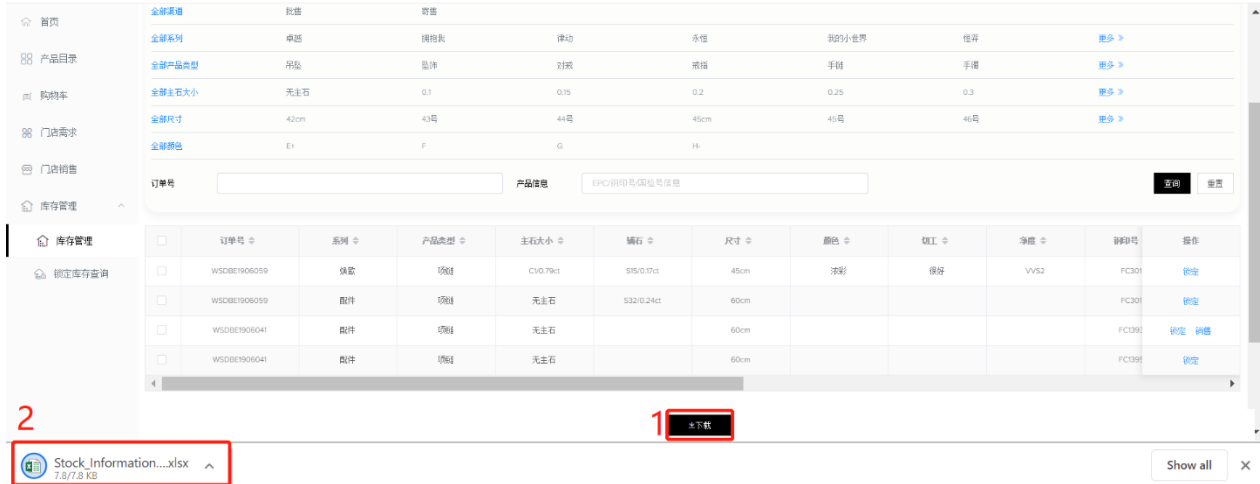 首页
产品目录
购物车
门店需求
门店销售
库存管理
库存管理
锁定库存查询
全部渠道 批售 寄售
全部系列 卓越 拥抱我 律动 永恒 我的小世界 恒弄 更多 》
全部产品类型 吊坠 坠饰 对戒 戒指 手链 手镯 更多 》
全部主石大小 无主石 0.1 0.15 0.2 0.25 0.3 更多 》
全部尺寸 42cm 43号 44号 45cm 45号 46号 更多 》
全部颜色 E+ F G H-
订单号 产品信息 EPC/钢印号/国检号信息 查询 重置
订单号 系列 产品类型 主石大小 辅石 尺寸 颜色 切工 净度 钢印号 操作
WSDBE1906059 焕歌 项链 C1/0.79ct S15/0.17ct 45cm 浓彩 很好 VVS2 FC301 锁定
WSDBE1906059 配件 项链 无主石 S32/0.24ct 60cm FC301 锁定
WSDBE1906041 配件 项链 无主石 60cm FC1393 锁定 销售
WSDBE1906041 配件 项链 无主石 60cm FC1395 锁定
1 下载
2
Stock_Information....xlsx
7.8/7.8 KB
Show all